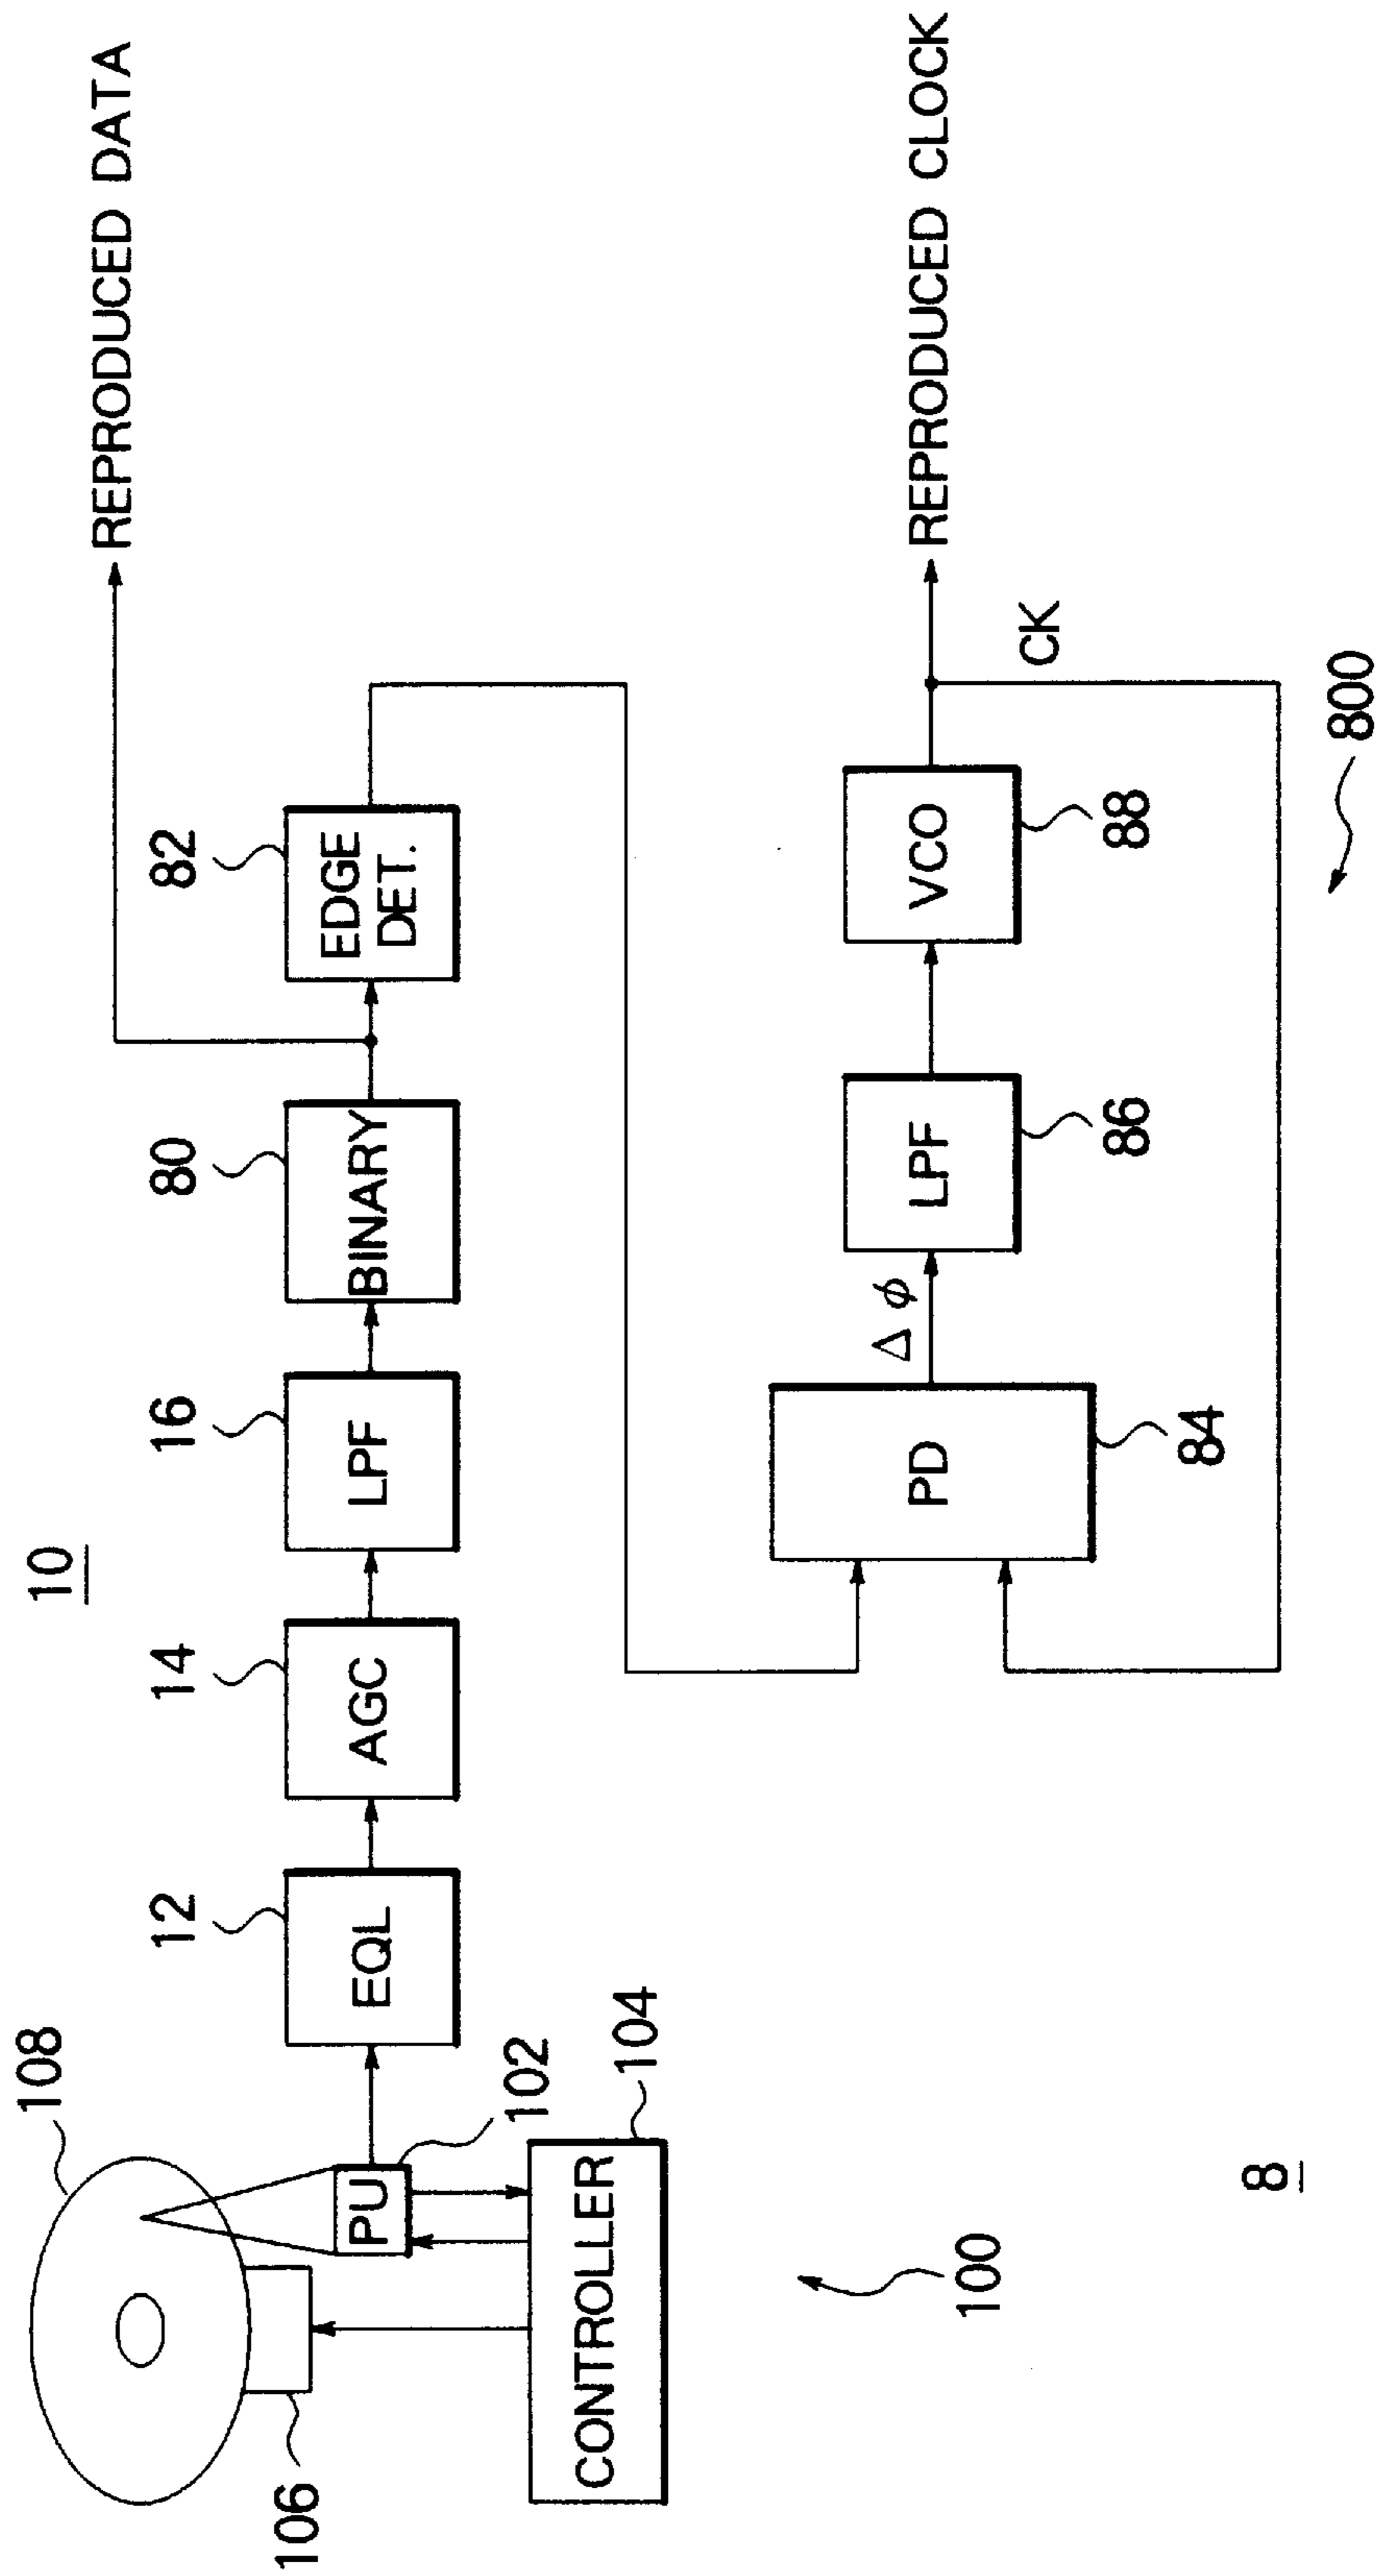 10
REPRODUCED DATA
108
12
14
16
80
82
EQL
AGC
LPF
BINARY
EDGE
DET.
PU
102
106
104
CONTROLLER
100
Δ φ
REPRODUCED CLOCK
PD
LPF
VCO
CK
84
86
88
8
800